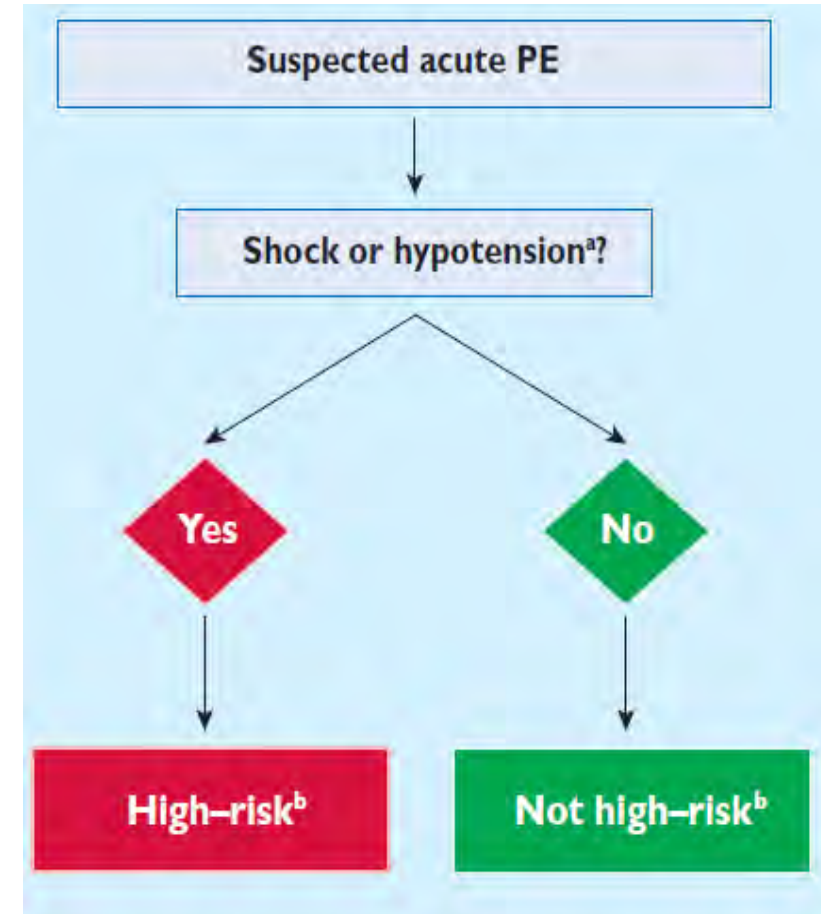 Suspected acute PE
Shock or hypotensionᵃ?
Yes
No
High–riskᵇ
Not high–riskᵇ